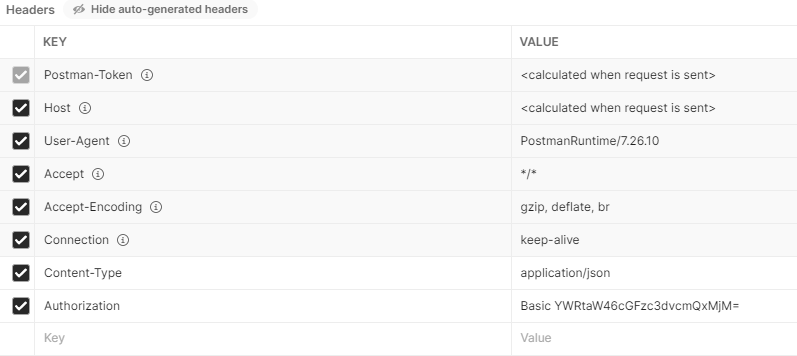 Headers Hide auto-generated headers
KEY VALUE
Postman-Token <calculated when request is sent>
Host <calculated when request is sent>
User-Agent PostmanRuntime/7.26.10
Accept */*
Accept-Encoding gzip, deflate, br
Connection keep-alive
Content-Type application/json
Authorization Basic YWRtaW46cGFzc3dvcmQxMjM=
Key Value